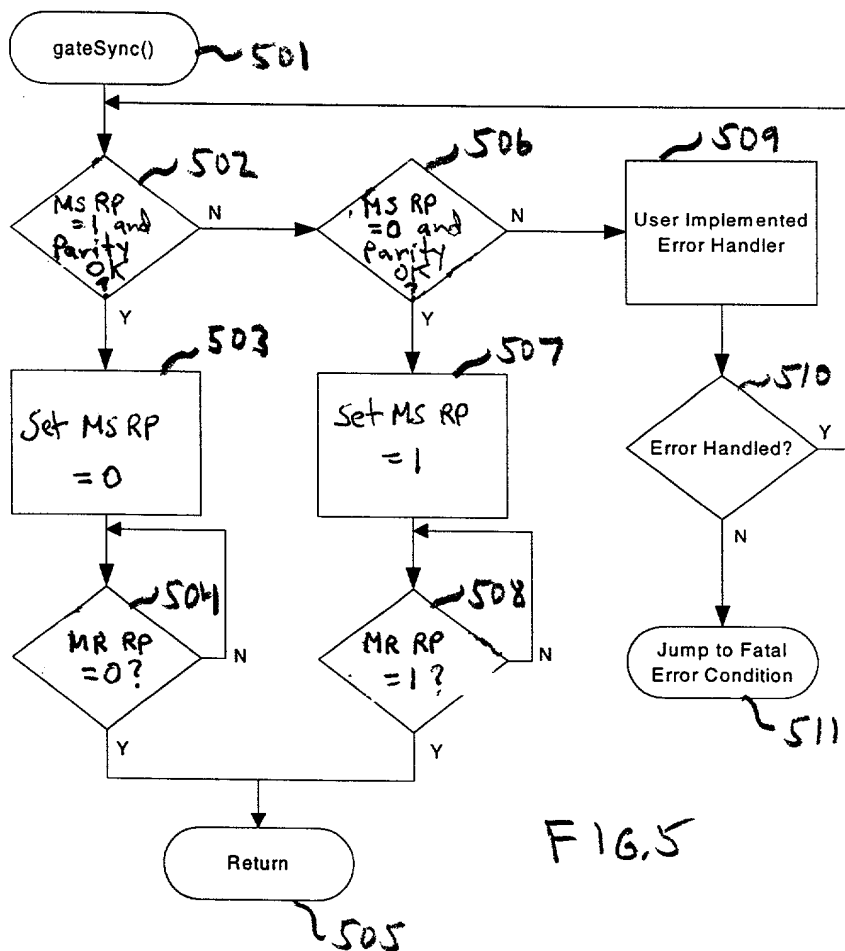 gateSync()
501
502
MS RP
=1 and
Parity
OK
?
N
Y
506
MS RP
=0 and
Parity
OK
?
N
Y
509
User Implemented
Error Handler
503
Set MS RP
=0
507
Set MS RP
=1
510
Error Handled?
Y
N
504
MR RP
=0?
N
Y
508
MR RP
=1?
N
Y
Jump to Fatal
Error Condition
511
Return
505
FIG.5